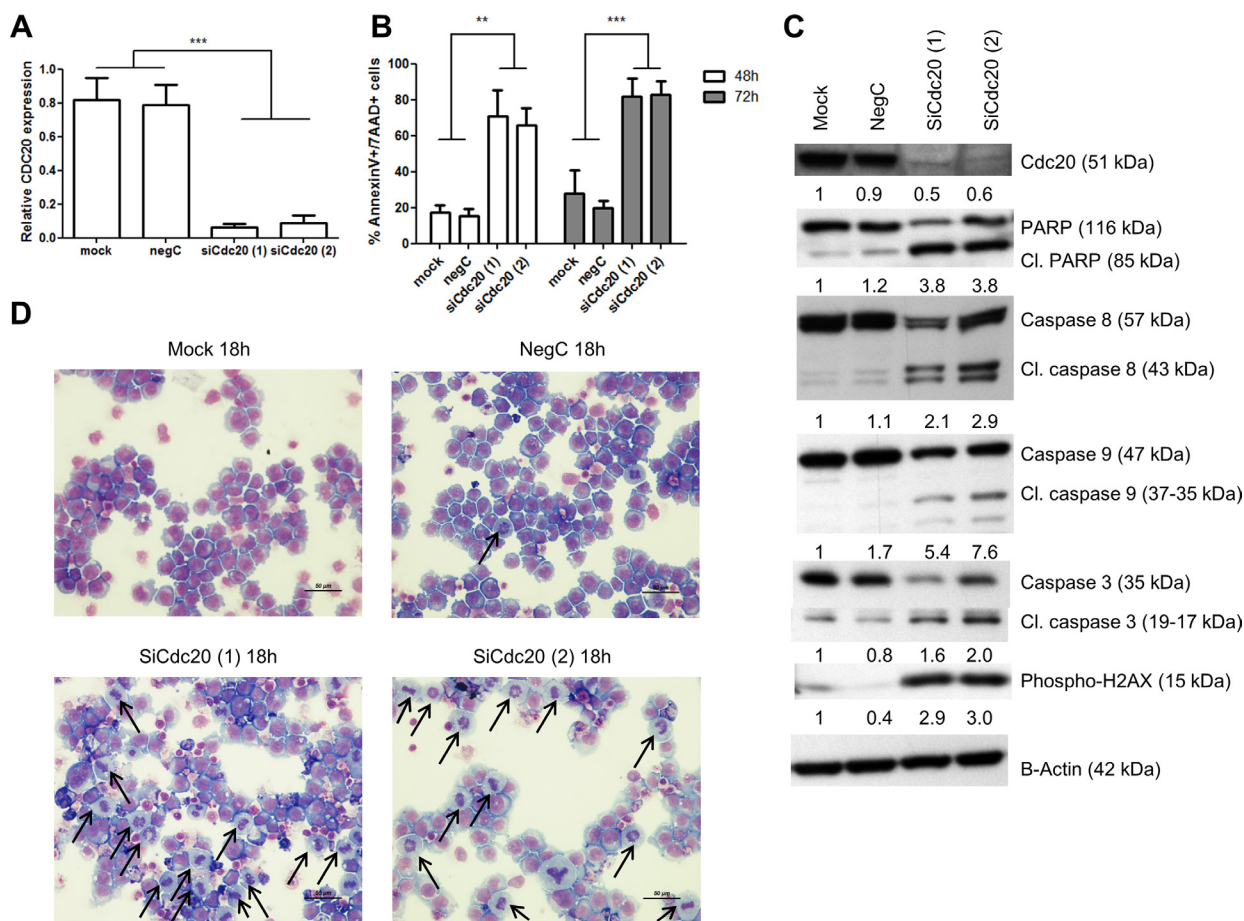 A
Relative CDC20 expression
1.0
0.8
0.6
0.4
0.2
0.0
***
mock
negC
siCdc20 (1)
siCdc20 (2)
B
% AnnexinV+/7AAD+ cells
100
80
60
40
20
0
**
***
48h
72h
mock
negC
siCdc20 (1)
siCdc20 (2)
mock
negC
siCdc20 (1)
siCdc20 (2)
C
Mock
NegC
SiCdc20 (1)
SiCdc20 (2)
Cdc20 (51 kDa)
1 0.9 0.5 0.6
PARP (116 kDa)
Cl. PARP (85 kDa)
1 1.2 3.8 3.8
Caspase 8 (57 kDa)
Cl. caspase 8 (43 kDa)
1 1.1 2.1 2.9
Caspase 9 (47 kDa)
Cl. caspase 9 (37-35 kDa)
1 1.7 5.4 7.6
Caspase 3 (35 kDa)
Cl. caspase 3 (19-17 kDa)
1 0.8 1.6 2.0
Phospho-H2AX (15 kDa)
1 0.4 2.9 3.0
B-Actin (42 kDa)
D
Mock 18h
50 µm
NegC 18h
SiCdc20 (1) 18h
50 µm
SiCdc20 (2) 18h
50 µm